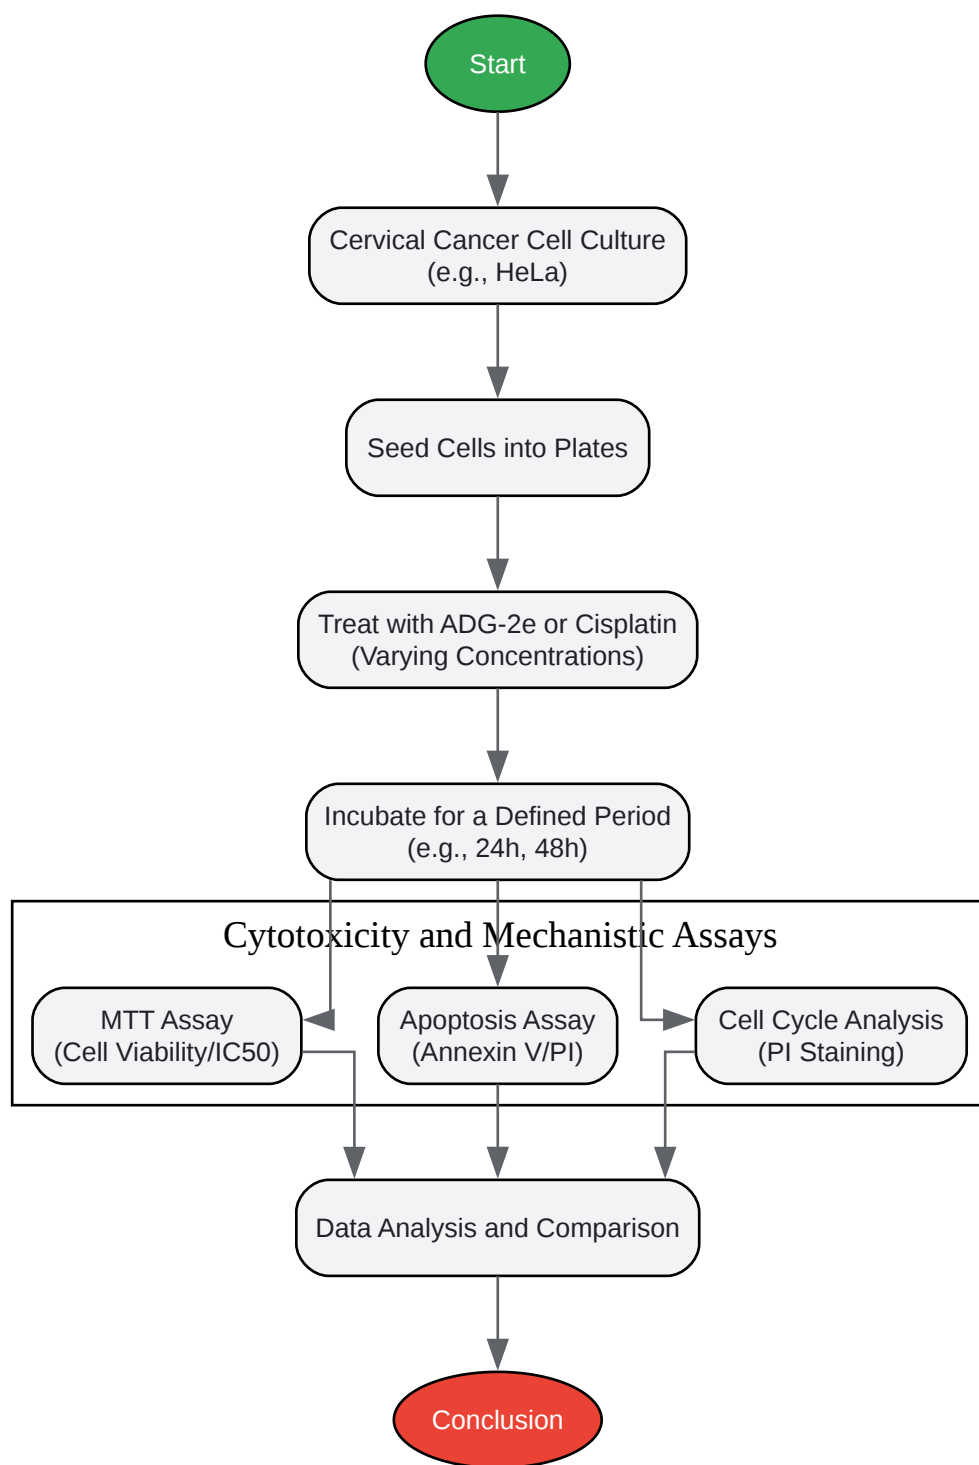 Start
Cervical Cancer Cell Culture
(e.g., HeLa)
Seed Cells into Plates
Treat with ADG-2e or Cisplatin
(Varying Concentrations)
Incubate for a Defined Period
(e.g., 24h, 48h)
Cytotoxicity and Mechanistic Assays
MTT Assay
(Cell Viability/IC50)
Apoptosis Assay
(Annexin V/PI)
Cell Cycle Analysis
(PI Staining)
Data Analysis and Comparison
Conclusion